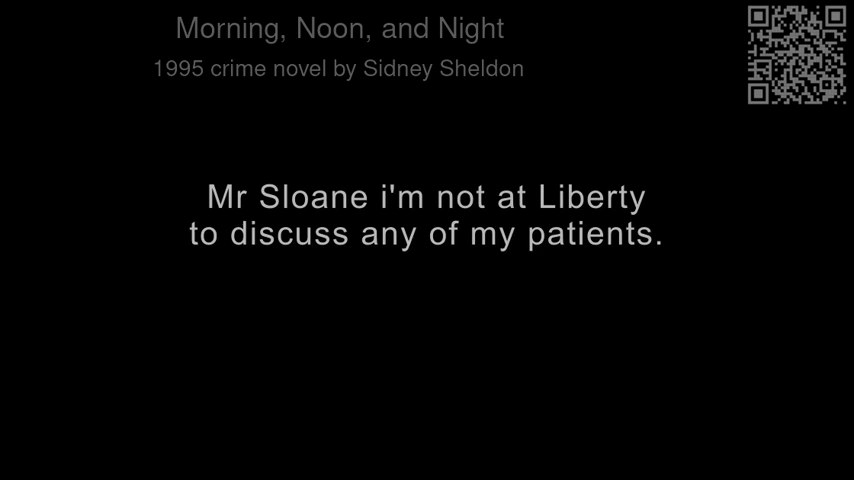 Morning, Noon, and Night
1995 crime novel by Sidney Sheldon
Mr Sloane i'm not at Liberty
to discuss any of my patients.